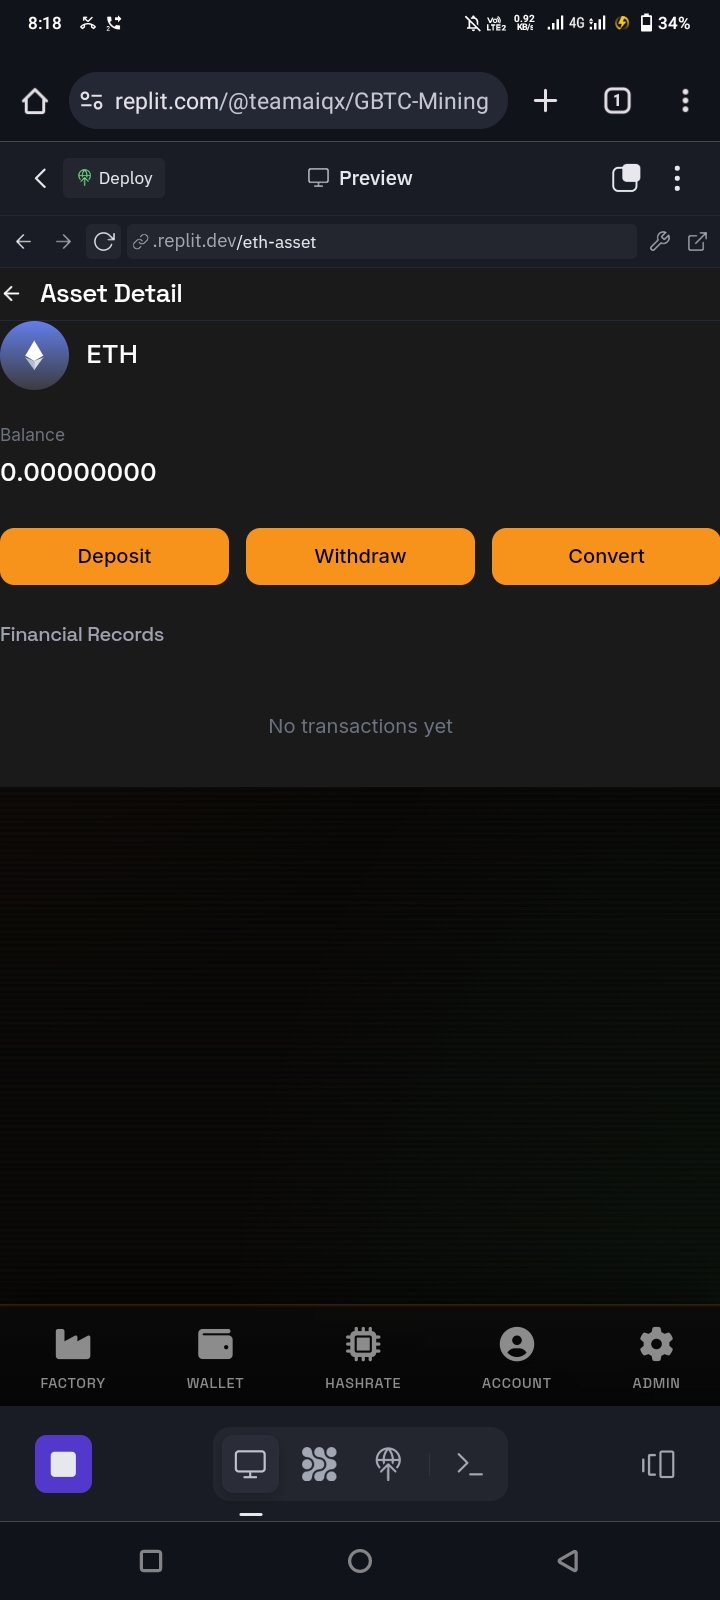 8:18
2
Vo))
LTE2
0.92
KB/s
4G
34%
replit.com/@teamaiqx/GBTC-Mining
1
Deploy
Preview
.replit.dev/eth-asset
Asset Detail
ETH
Balance
0.00000000
Deposit
Withdraw
Convert
Financial Records
No transactions yet
FACTORY
WALLET
HASHRATE
ACCOUNT
ADMIN